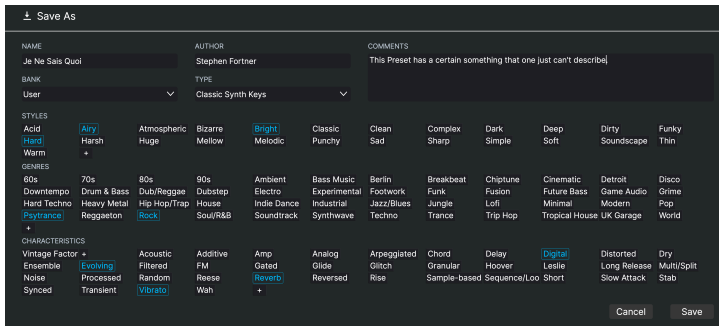 Save As
NAME AUTHOR COMMENTS
Je Ne Sais Quoi Stephen Fortner This Preset has a certain something that one just can't describe
BANK TYPE
User Classic Synth Keys
STYLES
Acid Airy Atmospheric Bizarre Bright Classic Clean Complex Dark Deep Dirty Funky
Hard Harsh Huge Mellow Melodic Punchy Sad Sharp Simple Soft Soundscape Thin
Warm +
GENRES
60s 70s 80s 90s Ambient Bass Music Berlin Breakbeat Chiptune Cinematic Detroit Disco
Downtempo Drum & Bass Dub/Reggae Dubstep Electro Experimental Footwork Funk Fusion Future Bass Game Audio Grime
Hard Techno Heavy Metal Hip Hop/Trap House Indie Dance Industrial Jazz/Blues Jungle Lofi Minimal Modern Pop
Psytrance Reggaeton Rock Soul/R&B Soundtrack Synthwave Techno Trance Trip Hop Tropical House UK Garage World
+
CHARACTERISTICS
Vintage Factor + Acoustic Additive Amp Analog Arpeggiated Chord Delay Digital Distorted Dry
Ensemble Evolving Filtered FM Gated Glide Glitch Granular Hoover Leslie Long Release Multi/Split
Noise Processed Random Reese Reverb Reversed Rise Sample-based Sequence/Loo Short Slow Attack Stab
Synced Transient Vibrato Wah +
Cancel Save